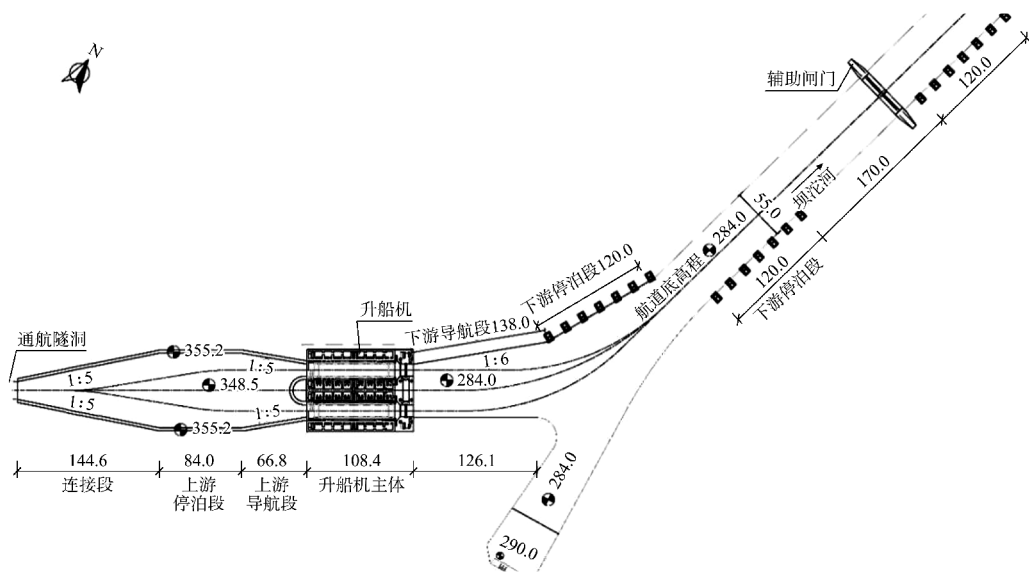 N
辅助闸门
120.0
170.0
坝沱河
55.0
284.0
航道底高程
120.0
下游停泊段
下游停泊段120.0
下游导航段138.0
升船机
通航隧洞
355.2
1:5
1:5
348.5
1:5
1:5
355.2
1:6
284.0
144.6
84.0
66.8
108.4
126.1
连接段
上游
停泊段
上游
导航段
升船机主体
284.0
290.0